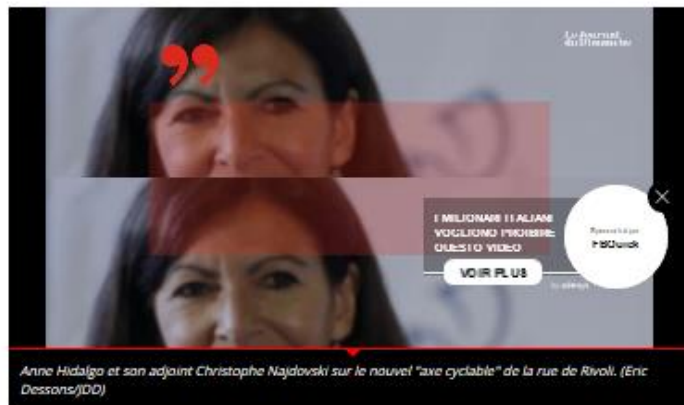 Le Journal
du Dimanche
I MILIONARI ITALIANI
VOGLIONO PROIBIRE
QUESTO VIDEO
VOIR PLUS
Anne Hidalgo et son adjoint Christophe Najdovski sur le nouvel "axe cyclable" de la rue de Rivoli. (Eric
Dessons/JDD)